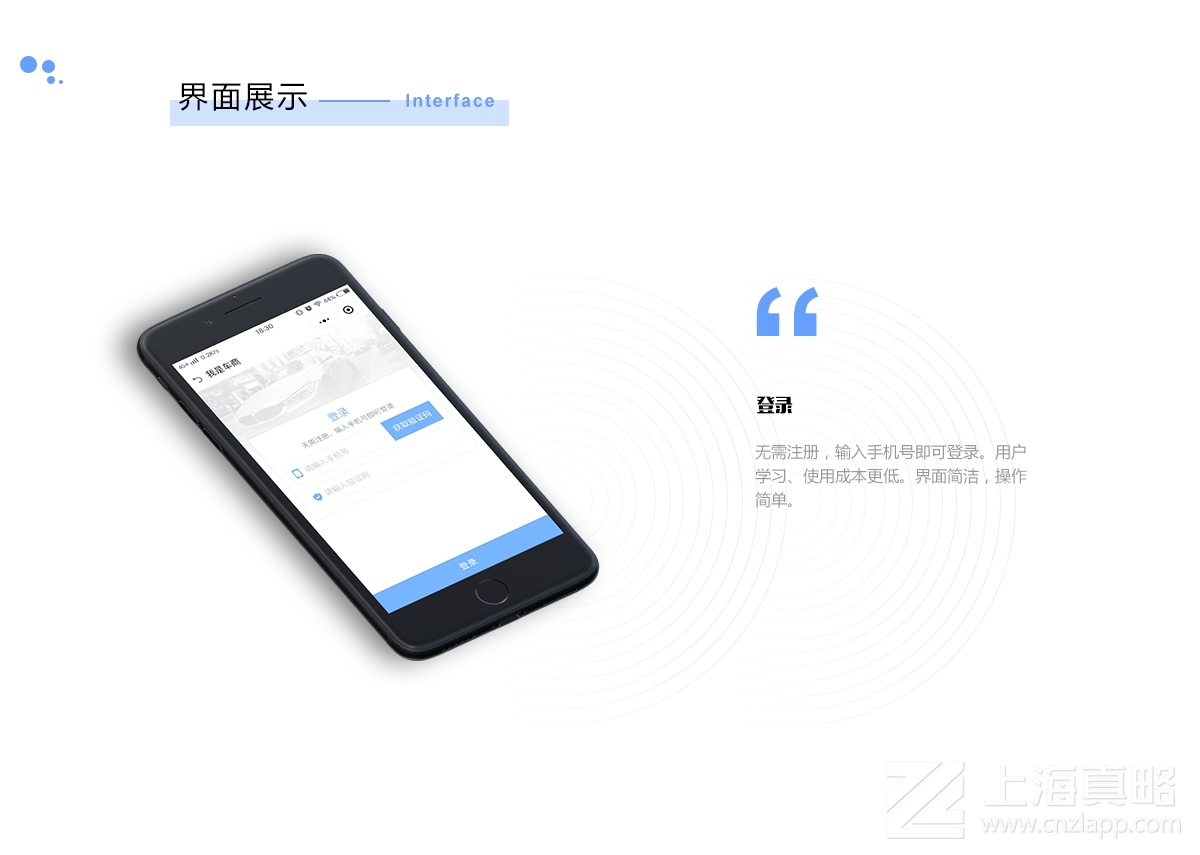 界面展示
Interface
4G+ 0.2K/s
18:30
44%
我是车商
登录
无需注册，输入手机号即可登录
请输入手机号
获取验证码
请输入验证码
登录
登录
无需注册，输入手机号即可登录。用户
学习、使用成本更低。界面简洁，操作
简单。
上海真略
www.cnzlapp.com